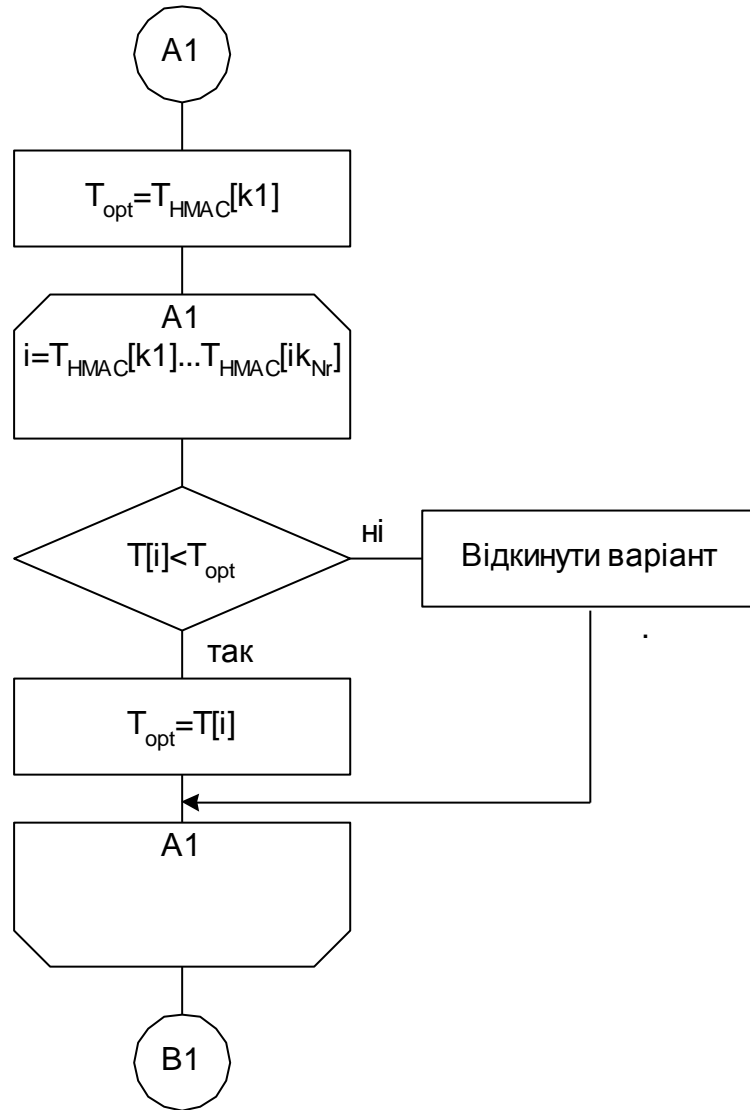 A1
T_opt=T_HMAC[k1]
A1
i=T_HMAC[k1]...T_HMAC[ik_Nr]
T[i]<T_opt
ні
Відкинути варіант
.
так
T_opt=T[i]
A1
B1